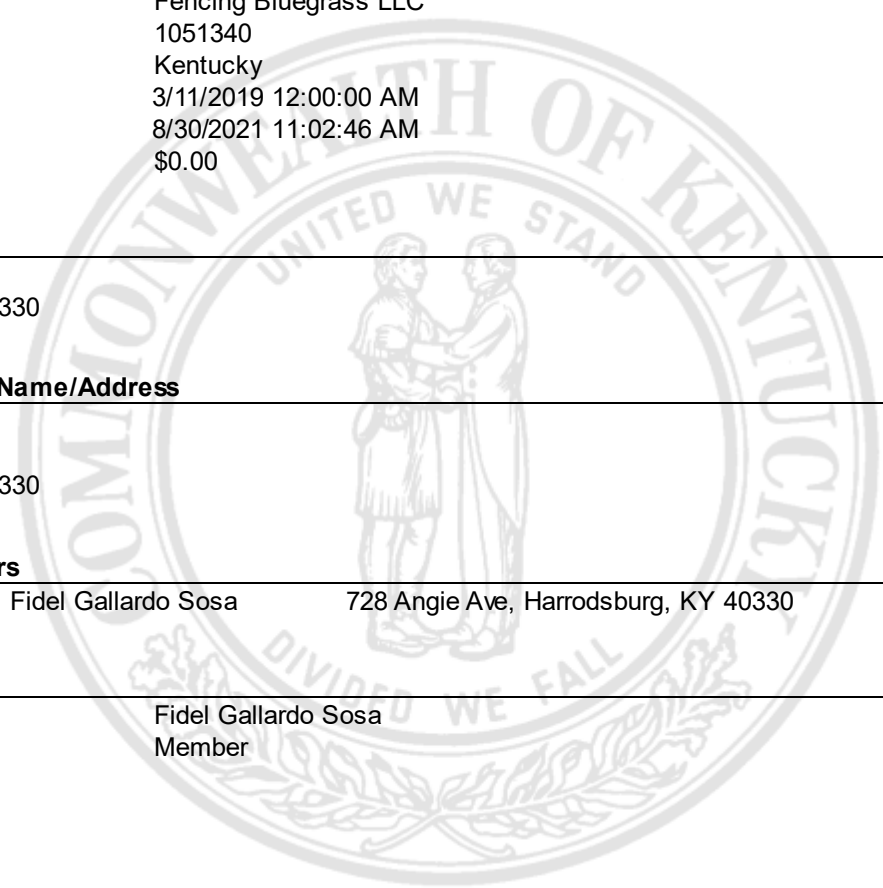 Fencing Bluegrass LLC
1051340
Kentucky
3/11/2019 12:00:00 AM
8/30/2021 11:02:46 AM
$0.00
330
Name/Address
330
rs
Fidel Gallardo Sosa 728 Angie Ave, Harrodsburg, KY 40330
Fidel Gallardo Sosa
Member
COMMONWEALTH OF KENTUCKY
UNITED WE STAND
DIVIDED WE FALL